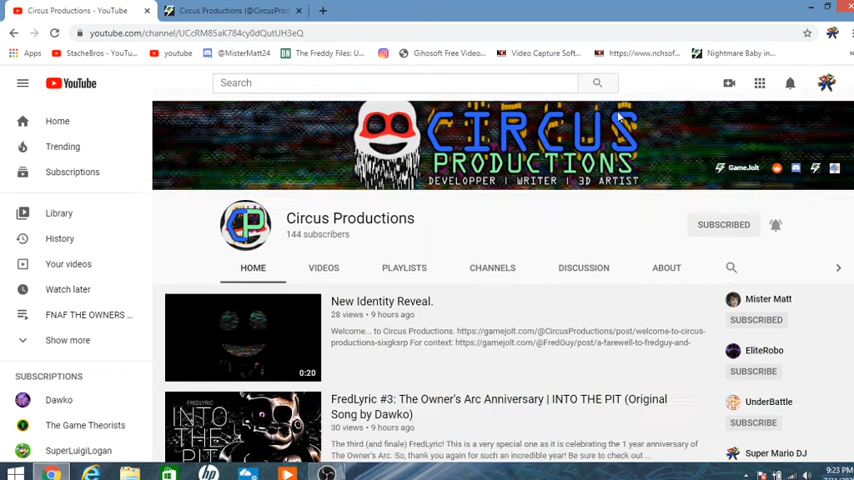 Circus Productions - YouTube
Circus Productions (@CircusProd
youtube.com/channel/UCcRM85aK784cy0dQutUH3eQ
Apps
StacheBros - YouTu...
youtube
@MisterMatt24
The Freddy Files: U...
Gihosoft Free Video...
Video Capture Soft...
https://www.nchsof...
Nightmare Baby in...
YouTube
Search
Home
Trending
Subscriptions
Library
History
Your videos
Watch later
FNAF THE OWNERS ...
Show more
SUBSCRIPTIONS
Dawko
The Game Theorists
SuperLuigiLogan
CIRCUS
PRODUCTIONS
DEVELOPPER | WRITER | 3D ARTIST
GameJolt
CP
Circus Productions
144 subscribers
SUBSCRIBED
HOME
VIDEOS
PLAYLISTS
CHANNELS
DISCUSSION
ABOUT
0:20
New Identity Reveal.
28 views • 9 hours ago
Welcome... to Circus Productions. https://gamejolt.com/@CircusProductions/post/welcome-to-circus-
productions-sixgksrp For context: https://gamejolt.com/@FredGuy/post/a-farewell-to-fredguy-and-
FREDLYRIC
INTO
THE
PIT
FredLyric #3: The Owner's Arc Anniversary | INTO THE PIT (Original
Song by Dawko)
30 views • 9 hours ago
The third (and finale) FredLyric! This is a very special one as it is celebrating the 1 year anniversary of
The Owner's Arc. So, thank you again for such an incredible year! Be sure to check out ...
Mister Matt
SUBSCRIBED
EliteRobo
SUBSCRIBE
UnderBattle
SUBSCRIBE
Super Mario DJ
hp
9:23 PM